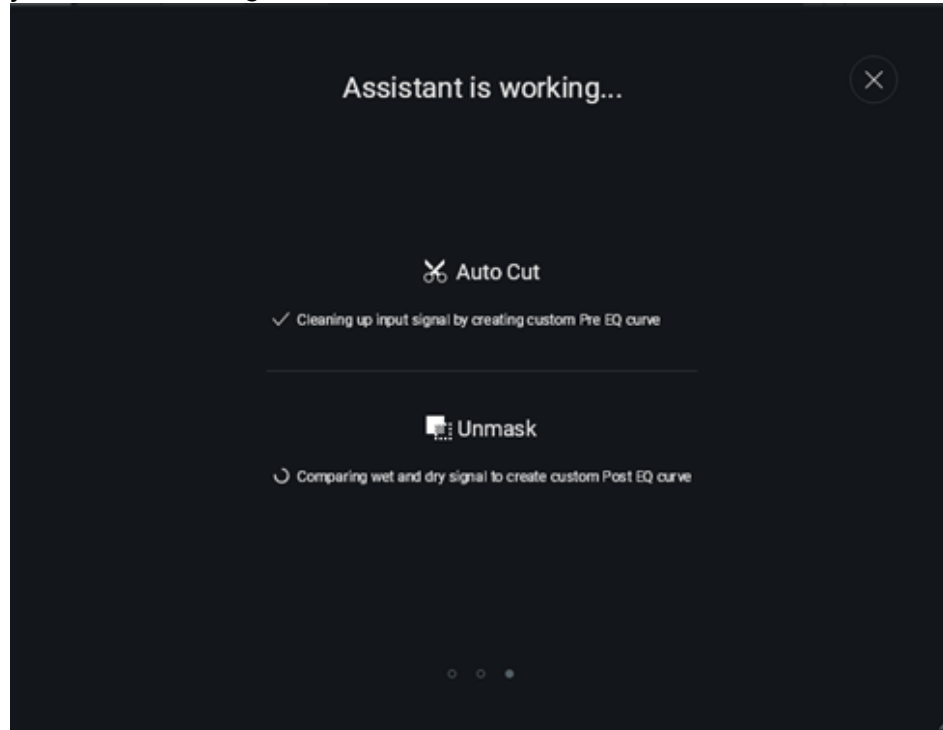 Assistant is working...
Auto Cut
Cleaning up input signal by creating custom Pre EQ curve
Unmask
Comparing wet and dry signal to create custom Post EQ curve